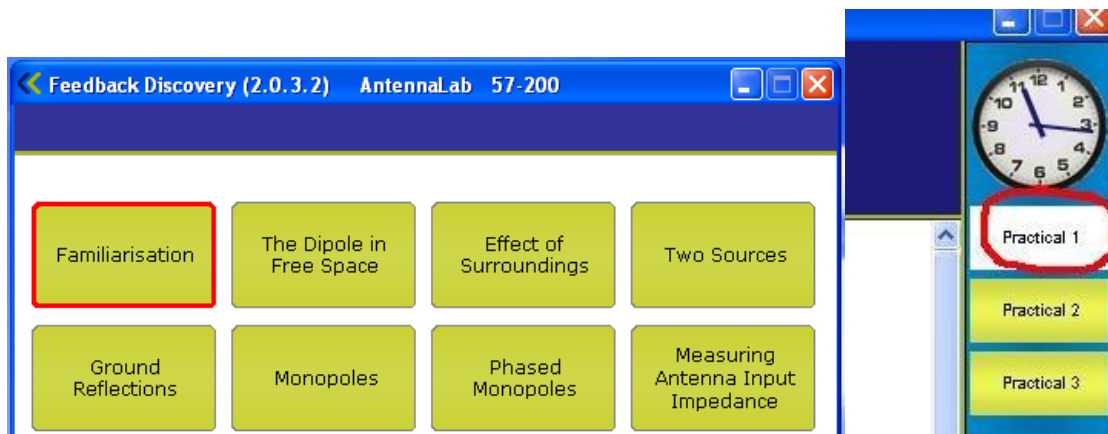 Feedback Discovery (2.0.3.2) AntennaLab 57-200
Familiarisation
The Dipole in
Free Space
Effect of
Surroundings
Two Sources
Ground
Reflections
Monopoles
Phased
Monopoles
Measuring
Antenna Input
Impedance
11 12 1
10 2
9 3
8 4
7 6 5
Practical 1
Practical 2
Practical 3